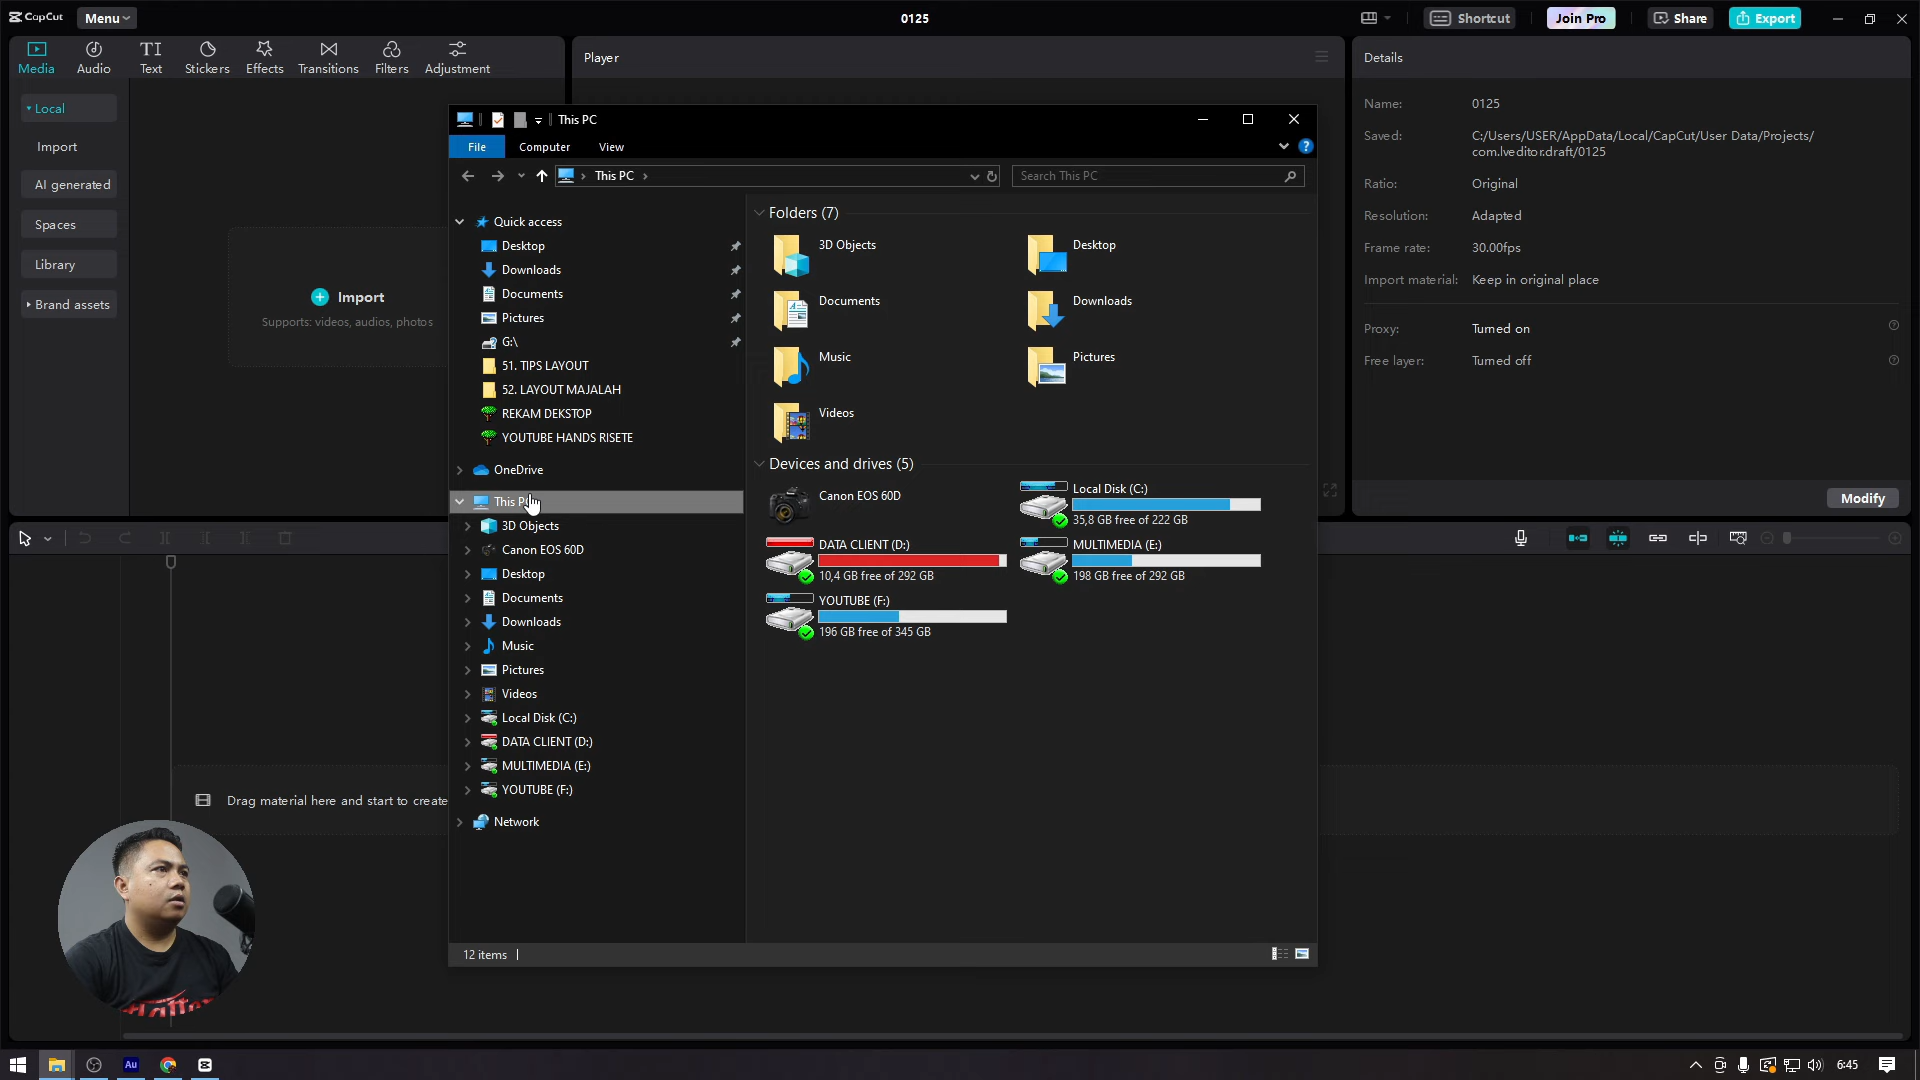 CapCut
Menu
0125
Shortcut
Join Pro
Share
Export
Media
Audio
Text
Stickers
Effects
Transitions
Filters
Adjustment
Local
Import
AI generated
Spaces
Library
Brand assets
Import
Supports: videos, audios, photos
Player
Details
Name: 0125
Saved: C:/Users/USER/AppData/Local/CapCut/User Data/Projects/
com.lveditor.draft/0125
Ratio: Original
Resolution: Adapted
Frame rate: 30.00fps
Import material: Keep in original place
Proxy: Turned on
Free layer: Turned off
Modify
This PC
File
Computer
View
This PC
Search This PC
Quick access
Desktop
Downloads
Documents
Pictures
G:\
51. TIPS LAYOUT
52. LAYOUT MAJALAH
REKAM DEKSTOP
YOUTUBE HANDS RISETE
OneDrive
This PC
3D Objects
Canon EOS 60D
Desktop
Documents
Downloads
Music
Pictures
Videos
Local Disk (C:)
DATA CLIENT (D:)
MULTIMEDIA (E:)
YOUTUBE (F:)
Network
Folders (7)
3D Objects
Desktop
Documents
Downloads
Music
Pictures
Videos
Devices and drives (5)
Canon EOS 60D
Local Disk (C:)
35,8 GB free of 222 GB
DATA CLIENT (D:)
10,4 GB free of 292 GB
MULTIMEDIA (E:)
198 GB free of 292 GB
YOUTUBE (F:)
196 GB free of 345 GB
12 items
Drag material here and start to create
Au
6:45